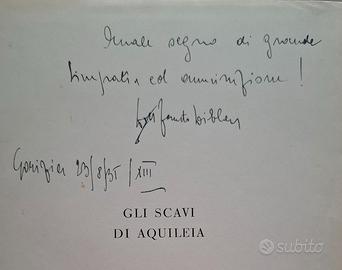 Quale segno di grande
simpatia ed ammirazione!
Gorizia 23/8/35 / XIII
GLI SCAVI
DI AQUILEIA
subito